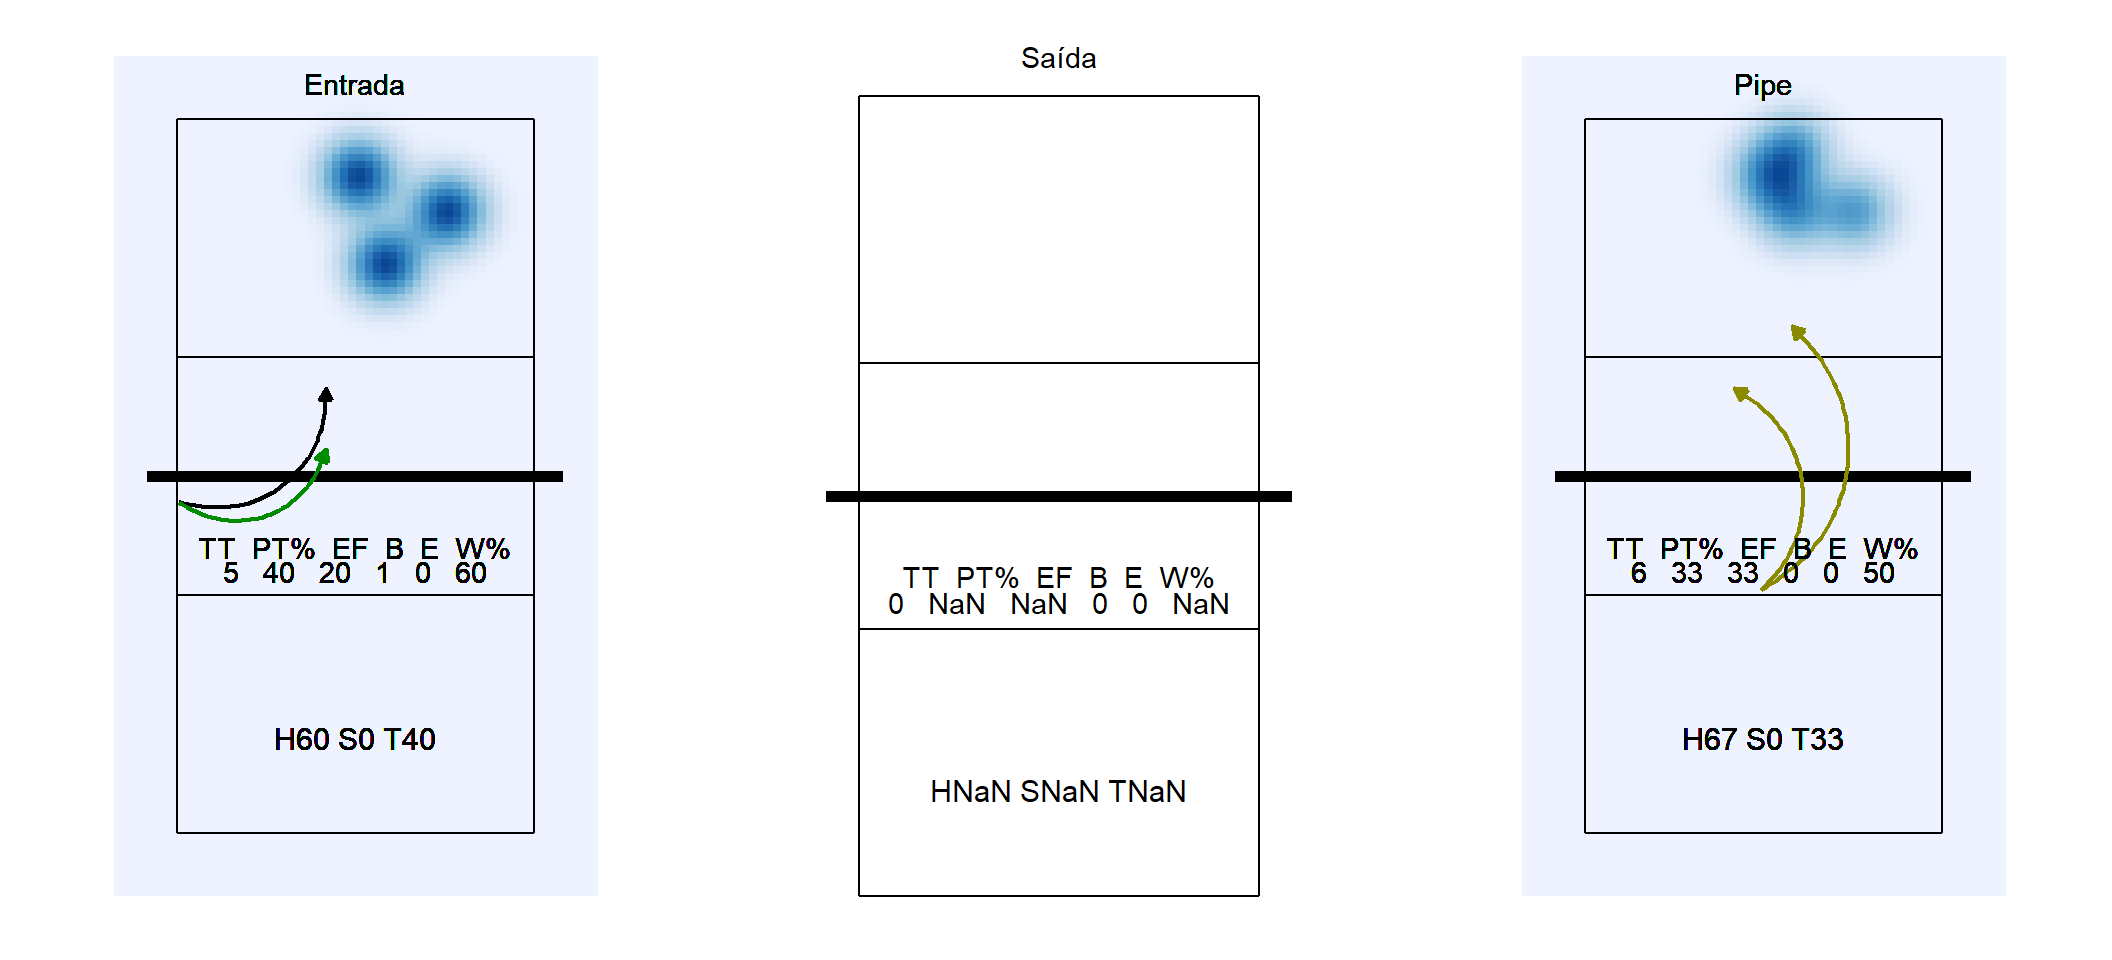 Entrada
TT PT% EF B E W%
5 40 20 1 0 60
H60 S0 T40
Saída
TT PT% EF B E W%
0 NaN NaN 0 0 NaN
HNaN SNaN TNaN
Pipe
TT PT% EF B E W%
6 33 33 0 0 50
H67 S0 T33